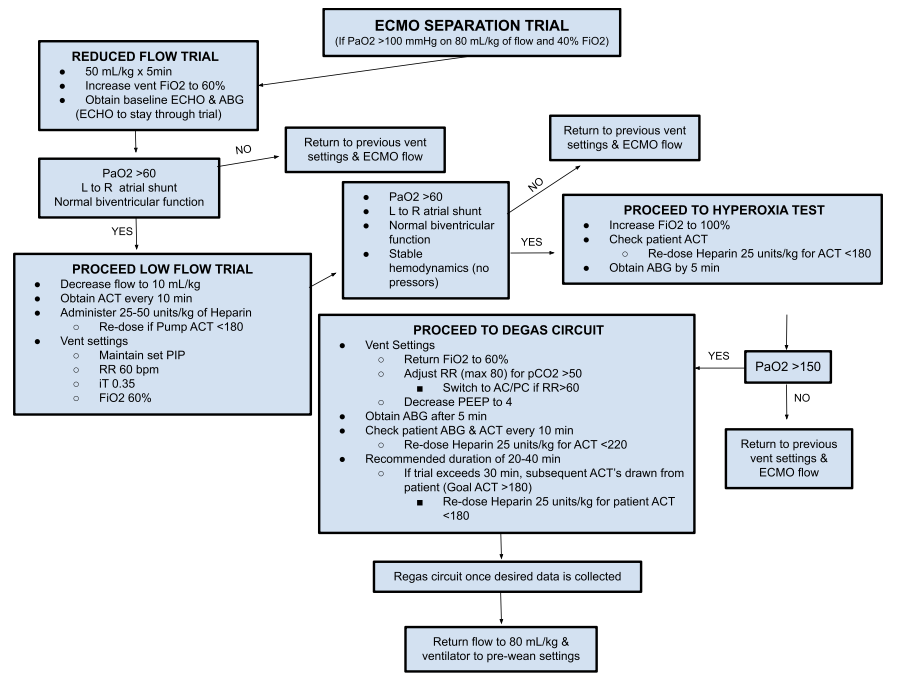 ECMO SEPARATION TRIAL
(If PaO2 >100 mmHg on 80 mL/kg of flow and 40% FiO2)
REDUCED FLOW TRIAL
● 50 mL/kg x 5min
● Increase vent FiO2 to 60%
● Obtain baseline ECHO & ABG
(ECHO to stay through trial)
NO
Return to previous vent
settings & ECMO flow
PaO2 >60
L to R atrial shunt
Normal biventricular function
YES
PROCEED LOW FLOW TRIAL
● Decrease flow to 10 mL/kg
● Obtain ACT every 10 min
● Administer 25-50 units/kg of Heparin
○ Re-dose if Pump ACT <180
● Vent settings
○ Maintain set PIP
○ RR 60 bpm
○ iT 0.35
○ FiO2 60%
● PaO2 >60
● L to R atrial shunt
● Normal biventricular
function
● Stable
hemodynamics (no
pressors)
NO
Return to previous vent
settings & ECMO flow
YES
PROCEED TO HYPEROXIA TEST
● Increase FiO2 to 100%
● Check patient ACT
○ Re-dose Heparin 25 units/kg for ACT <180
● Obtain ABG by 5 min
PaO2 >150
NO
Return to previous
vent settings &
ECMO flow
YES
PROCEED TO DEGAS CIRCUIT
● Vent Settings
○ Return FiO2 to 60%
○ Adjust RR (max 80) for pCO2 >50
■ Switch to AC/PC if RR>60
○ Decrease PEEP to 4
● Obtain ABG after 5 min
● Check patient ABG & ACT every 10 min
○ Re-dose Heparin 25 units/kg for ACT <220
● Recommended duration of 20-40 min
○ If trial exceeds 30 min, subsequent ACT's drawn from
patient (Goal ACT >180)
■ Re-dose Heparin 25 units/kg for patient ACT
<180
Regas circuit once desired data is collected
Return flow to 80 mL/kg &
ventilator to pre-wean settings